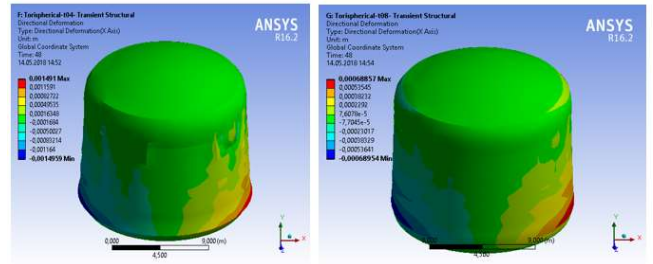 F: Torispherical-t04- Transient Structural
Directional Deformation
Type: Directional Deformation(X Axis)
Unit: m
Global Coordinate System
Time: 48
14.05.2018 14:52
0,001491 Max
0,0011591
0,00082722
0,00049535
0,00016348
-0,0001684
-0,00050027
-0,00083214
-0,001164
-0,0014959 Min
ANSYS
R16.2
0,000
9,000 (m)
4,500
Y
X
Z
G: Torispherical-t08- Transient Structural
Directional Deformation
Type: Directional Deformation(X Axis)
Unit: m
Global Coordinate System
Time: 48
14.05.2018 14:54
0,00068857 Max
0,00053545
0,00038232
0,0002292
7,6078e-5
-7,7045e-5
-0,00023017
-0,00038329
-0,00053641
-0,00068954 Min
ANSYS
R16.2
0,000
9,000 (m)
4,500
Y
X
Z